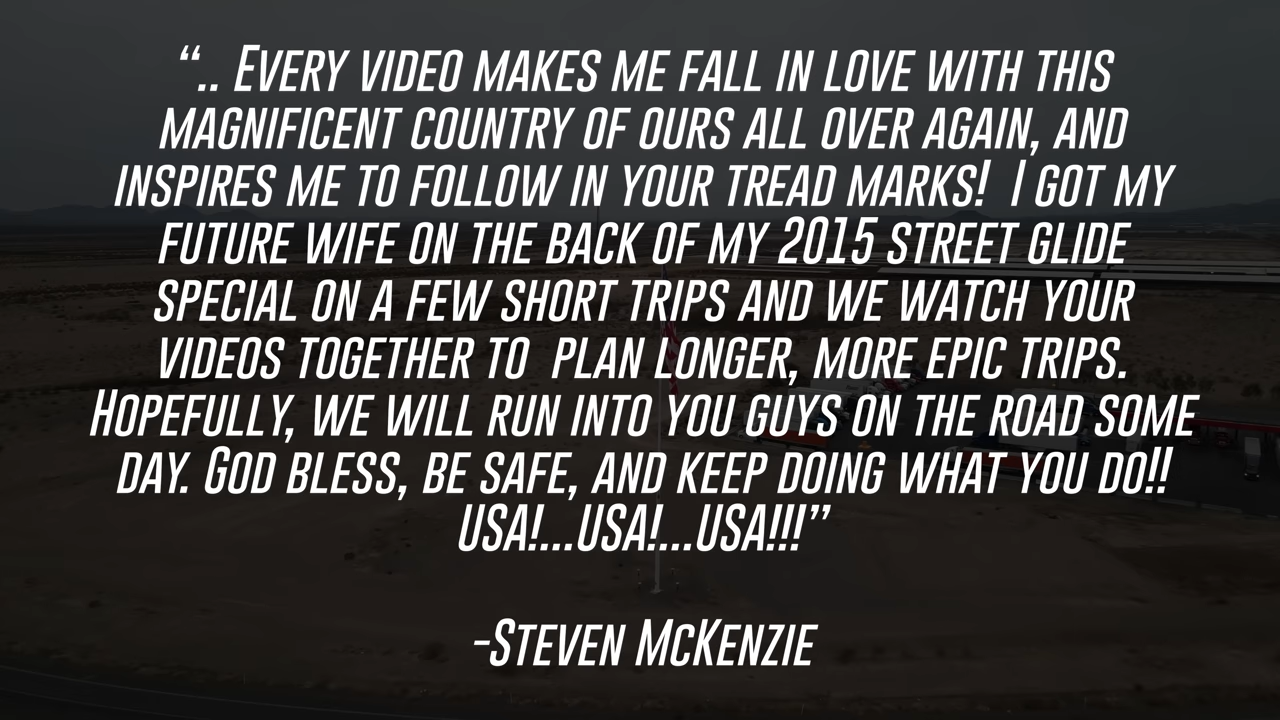 “.. Every video makes me fall in love with this
magnificent country of ours all over again, and
inspires me to follow in your tread marks!  I got my
future wife on the back of my 2015 street glide
special on a few short trips and we watch your
videos together to  plan longer, more epic trips.
Hopefully, we will run into you guys on the road some
day. God bless, be safe, and keep doing what you do!!
USA!...USA!...USA!!!”
-Steven McKenzie